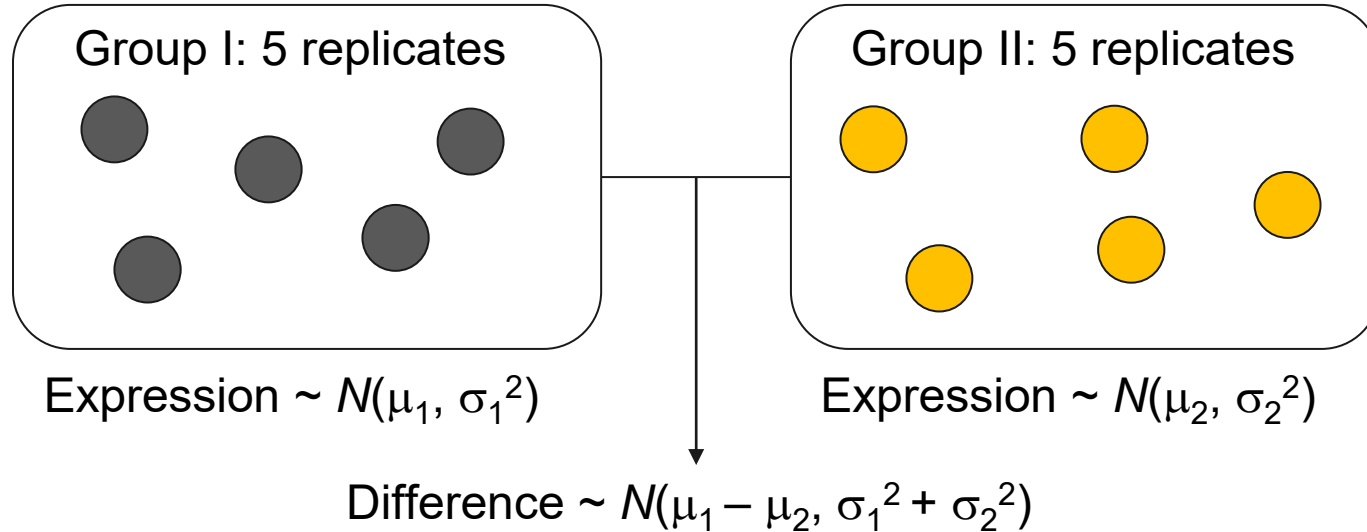 Group I: 5 replicates
Group II: 5 replicates
Expression ~ N(μ₁, σ₁²)
Expression ~ N(μ₂, σ₂²)
Difference ~ N(μ₁ – μ₂, σ₁² + σ₂²)